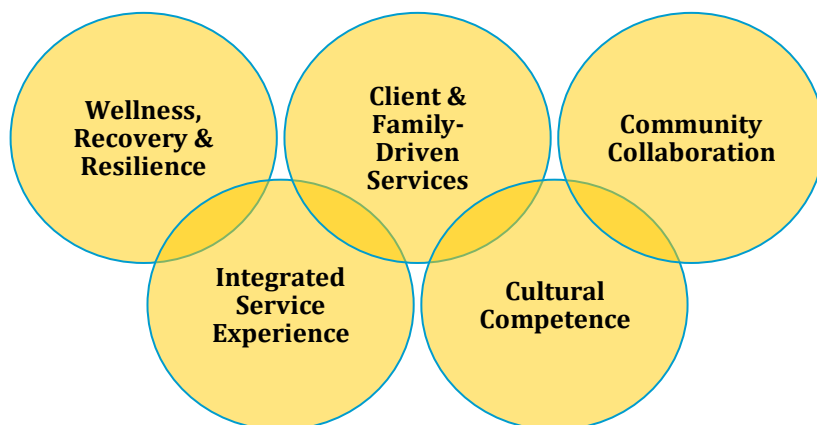 Wellness,
Recovery &
Resilience
Client &
Family-
Driven
Services
Community
Collaboration
Integrated
Service
Experience
Cultural
Competence